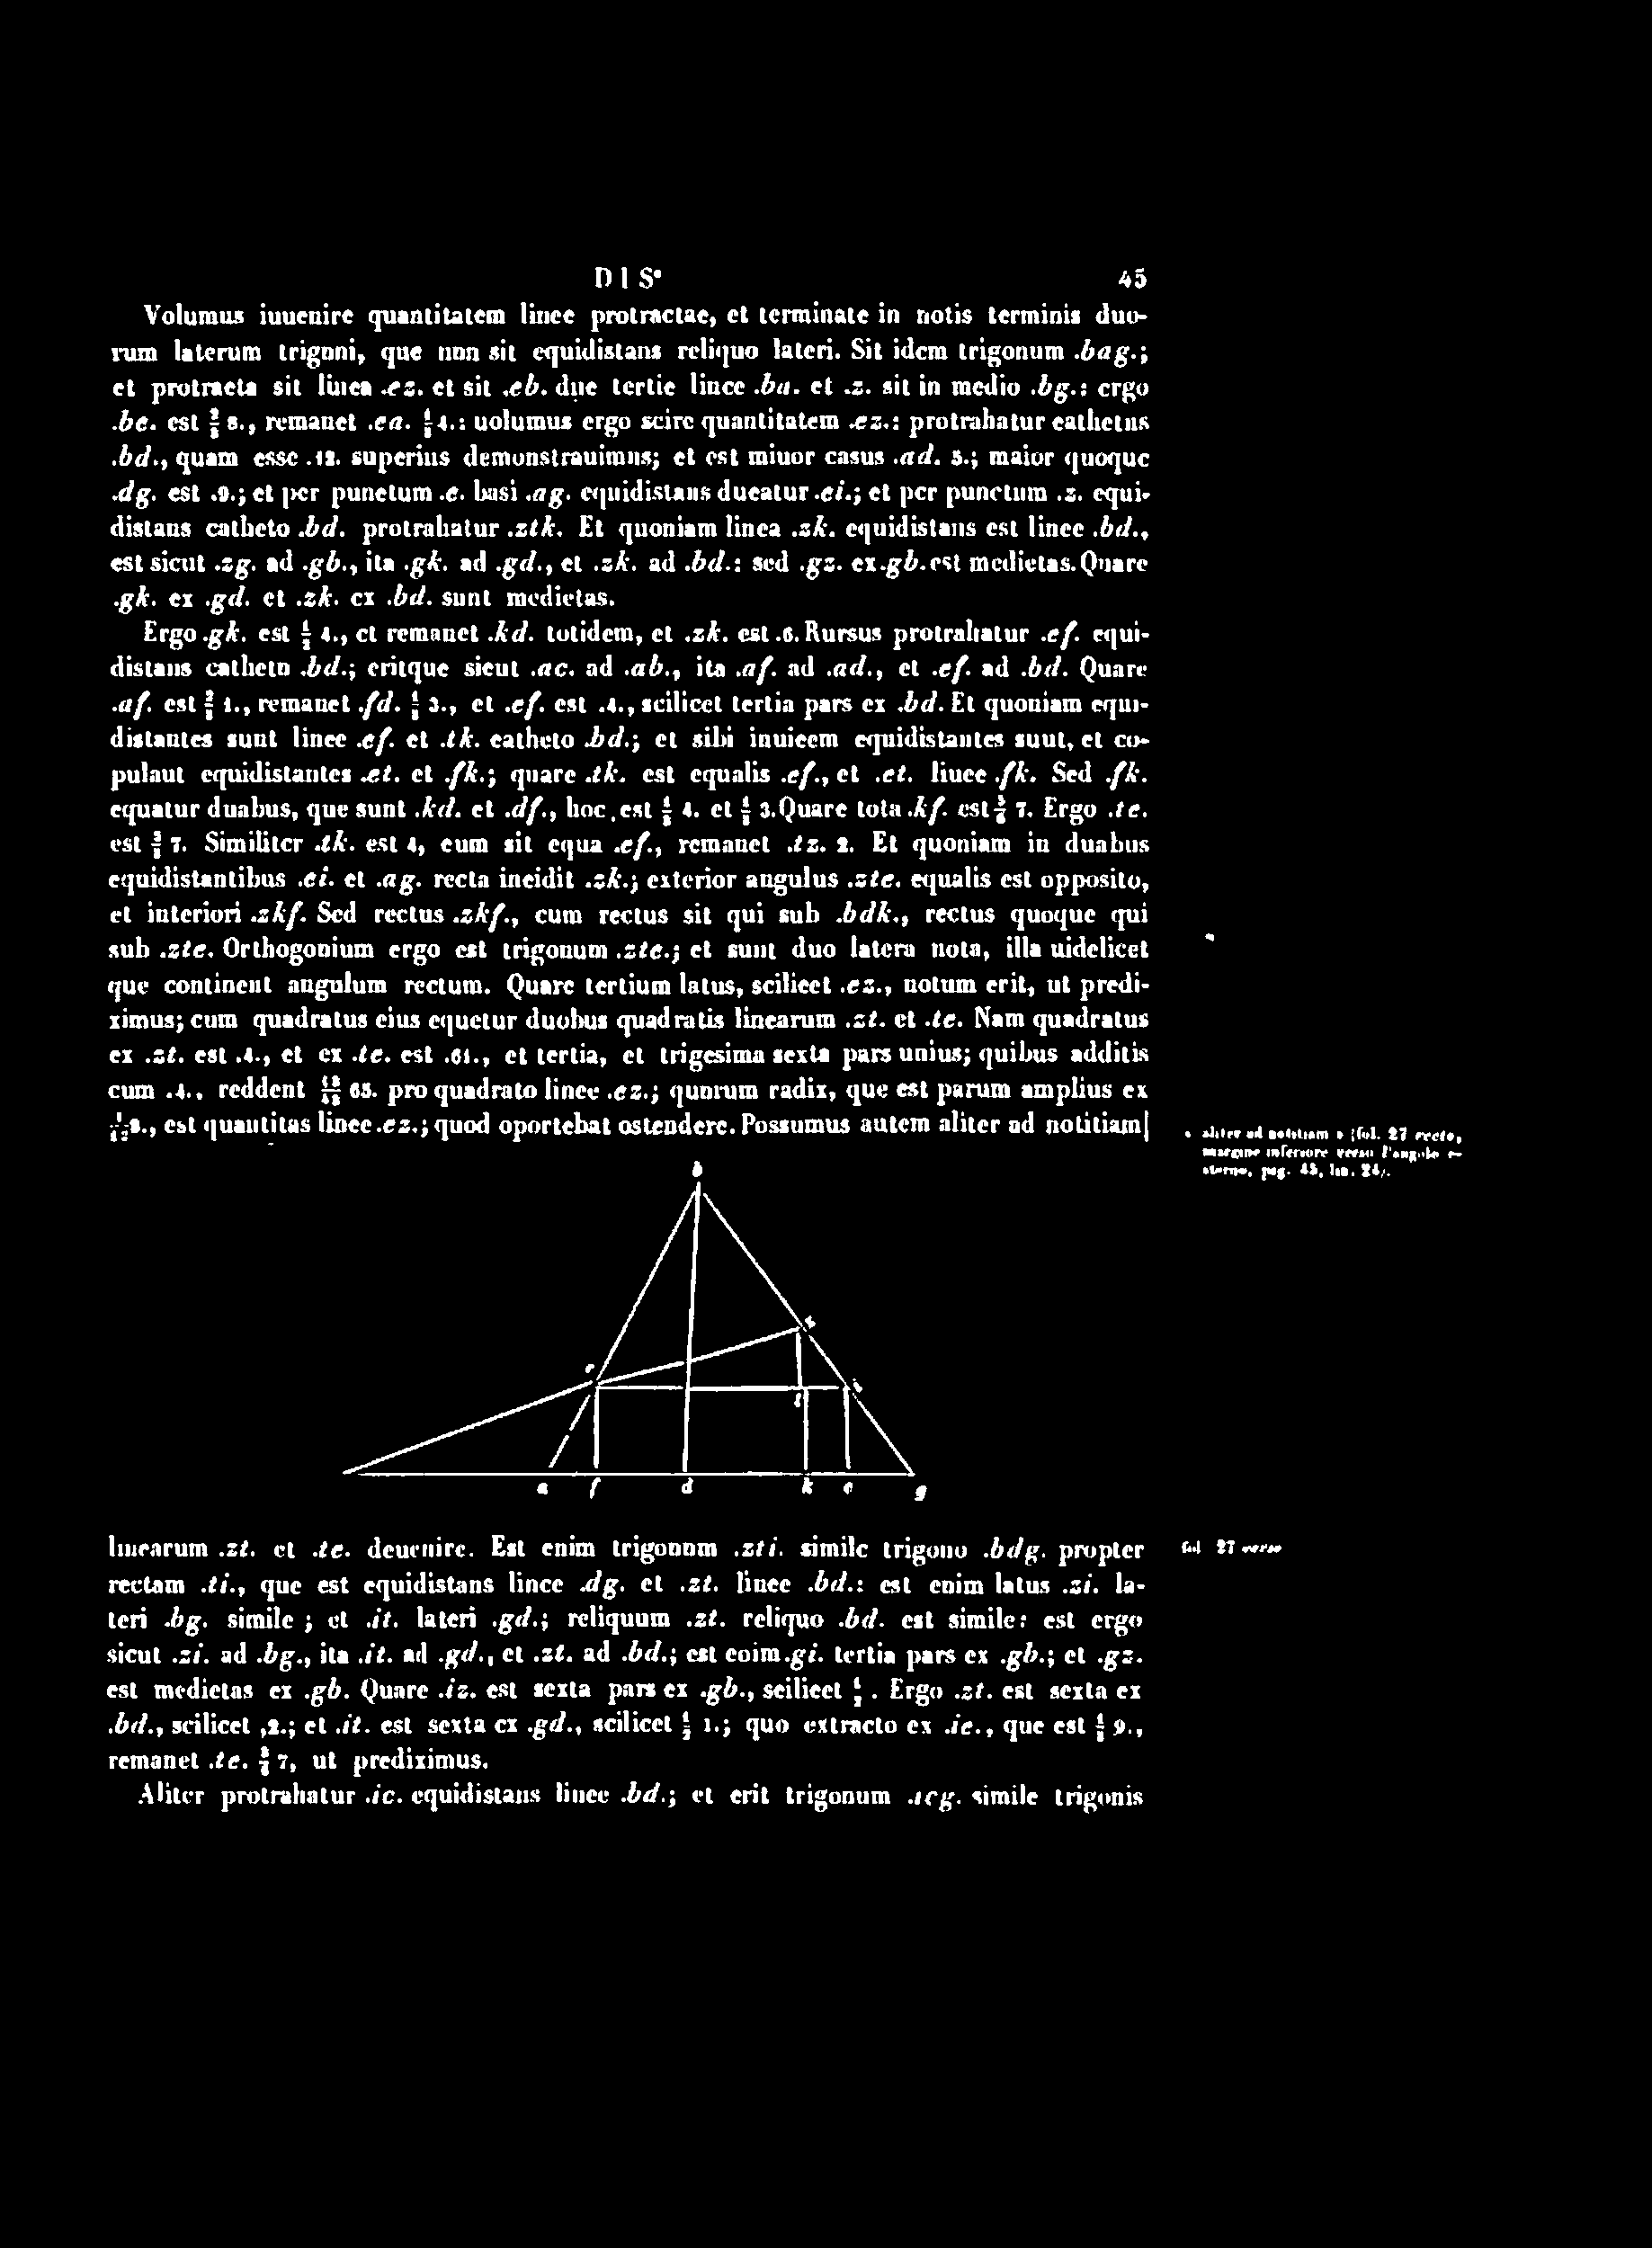 DIS• 45
Volumus inuenire quantitatem linee protractae, et terminate in notis terminis duo-
rum laterum trigoni, que non sit equidistans reliquo lateri. Sit idem trigonum .bag.;
et protracta sit linea .ez. et sit .eb. due tertie linee .ba. et .z. sit in medio .bg.: ergo
.be. est 2/3 8., remanet .ea. 1/3 4.: uolumus ergo scire quantitatem .ez.: protrahatur cathetus
.bd., quam esse .12. superius demonstrauimus; et est minor casus .ad. 5.; maior quoque
.dg. est .9.; et per punctum .e. basi .ag. equidistans ducatur .ei.; et per punctum .z. equi-
distans catheto .bd. protrahatur .ztk. Et quoniam linea .zk. equidistans est linee .bd.,
est sicut .zg. ad .gb., ita .gk. ad .gd., et .zk. ad .bd.: sed .gz. ex .gb. est medietas. Quare
.gk. ex .gd. et .zk. ex .bd. sunt medietas.
Ergo .gk. est 1/2 4., et remanet .kd. totidem, et .zk. est .6. Rursus protrahatur .ef. equi-
distans catheto .bd.; eritque sicut .ae. ad .ab., ita .af. ad .ad., et .ef. ad .bd. Quare
.af. est 2/3 1., remanet .fd. 1/3 3., et .ef. est .4., scilicet tertia pars ex .bd. Et quoniam equi-
distantes sunt linee .ef. et .tk. catheto .bd.; et sibi inuicem equidistantes sunt, et co-
pulant equidistantes .et. et .fk.; quare .tk. est equalis .ef., et .et. linee .fk. Sed .fk.
equatur duabus, que sunt .kd. et .df., hoc est 1/2 4. et 1/3 3. Quare tota .kf. est 5/6 7. Ergo .te.
est 5/6 7. Similiter .tk. est 4, cum sit equa .ef., remanet .tz. 2. Et quoniam in duabus
equidistantibus .ei. et .ag. recta incidit .zk.; exterior angulus .zte. equalis est opposito,
et interiori .zkf. Sed rectus .zkf., cum rectus sit qui sub .bdk., rectus quoque qui
sub .zte. Orthogonium ergo est trigonum .zte.; et sunt duo latera nota, illa uidelicet
que continent angulum rectum. Quare tertium latus, scilicet .ez., notum erit, ut predi-
ximus; cum quadratus eius equetur duobus quadratis linearum .zt. et .te. Nam quadratus
ex .zt. est .4., et ex .te. est .61., et tertia, et trigesima sexta pars unius; quibus additis
cum .4., reddent 65. pro quadrato linee .ez.; quorum radix, que est parum amplius ex
1/12 8., est quantitas linee .ez.; quod oportebat ostendere. Possumus autem aliter ad notitiam|
« aliter ad notitiam » (fol. 27 recto,
margine inferiore verso l'angolo e-
sterno, pag. 45, lin. 24).
b
z
e
i
t
a f d k c g
linearum .zt. et .te. deuenire. Est enim trigonum .zti. simile trigono .bdg. propter
fol 27 verso
rectam .ti., que est equidistans linee .dg. et .zt. linee .bd.: est enim latus .zi. la-
teri .bg. simile ; et .it. lateri .gd.; reliquum .zt. reliquo .bd. est simile: est ergo
sicut .zi. ad .bg., ita .it. ad .gd., et .zt. ad .bd.; est eoim .gi. tertia pars ex .gb.; et .gz.
est medietas ex .gb. Quare .iz. est sexta pars ex .gb., scilicet . Ergo .zt. est sexta ex
.bd., scilicet ,2.; et .it. est sexta ex .gd., scilicet 1/2 1.; quo extracto ex .ie., que est 1/3 9.,
remanet .te. 5/6 7, ut prediximus.
Aliter protrahatur .ic. equidistans linee .bd.; et erit trigonum .icg. simile trigonis